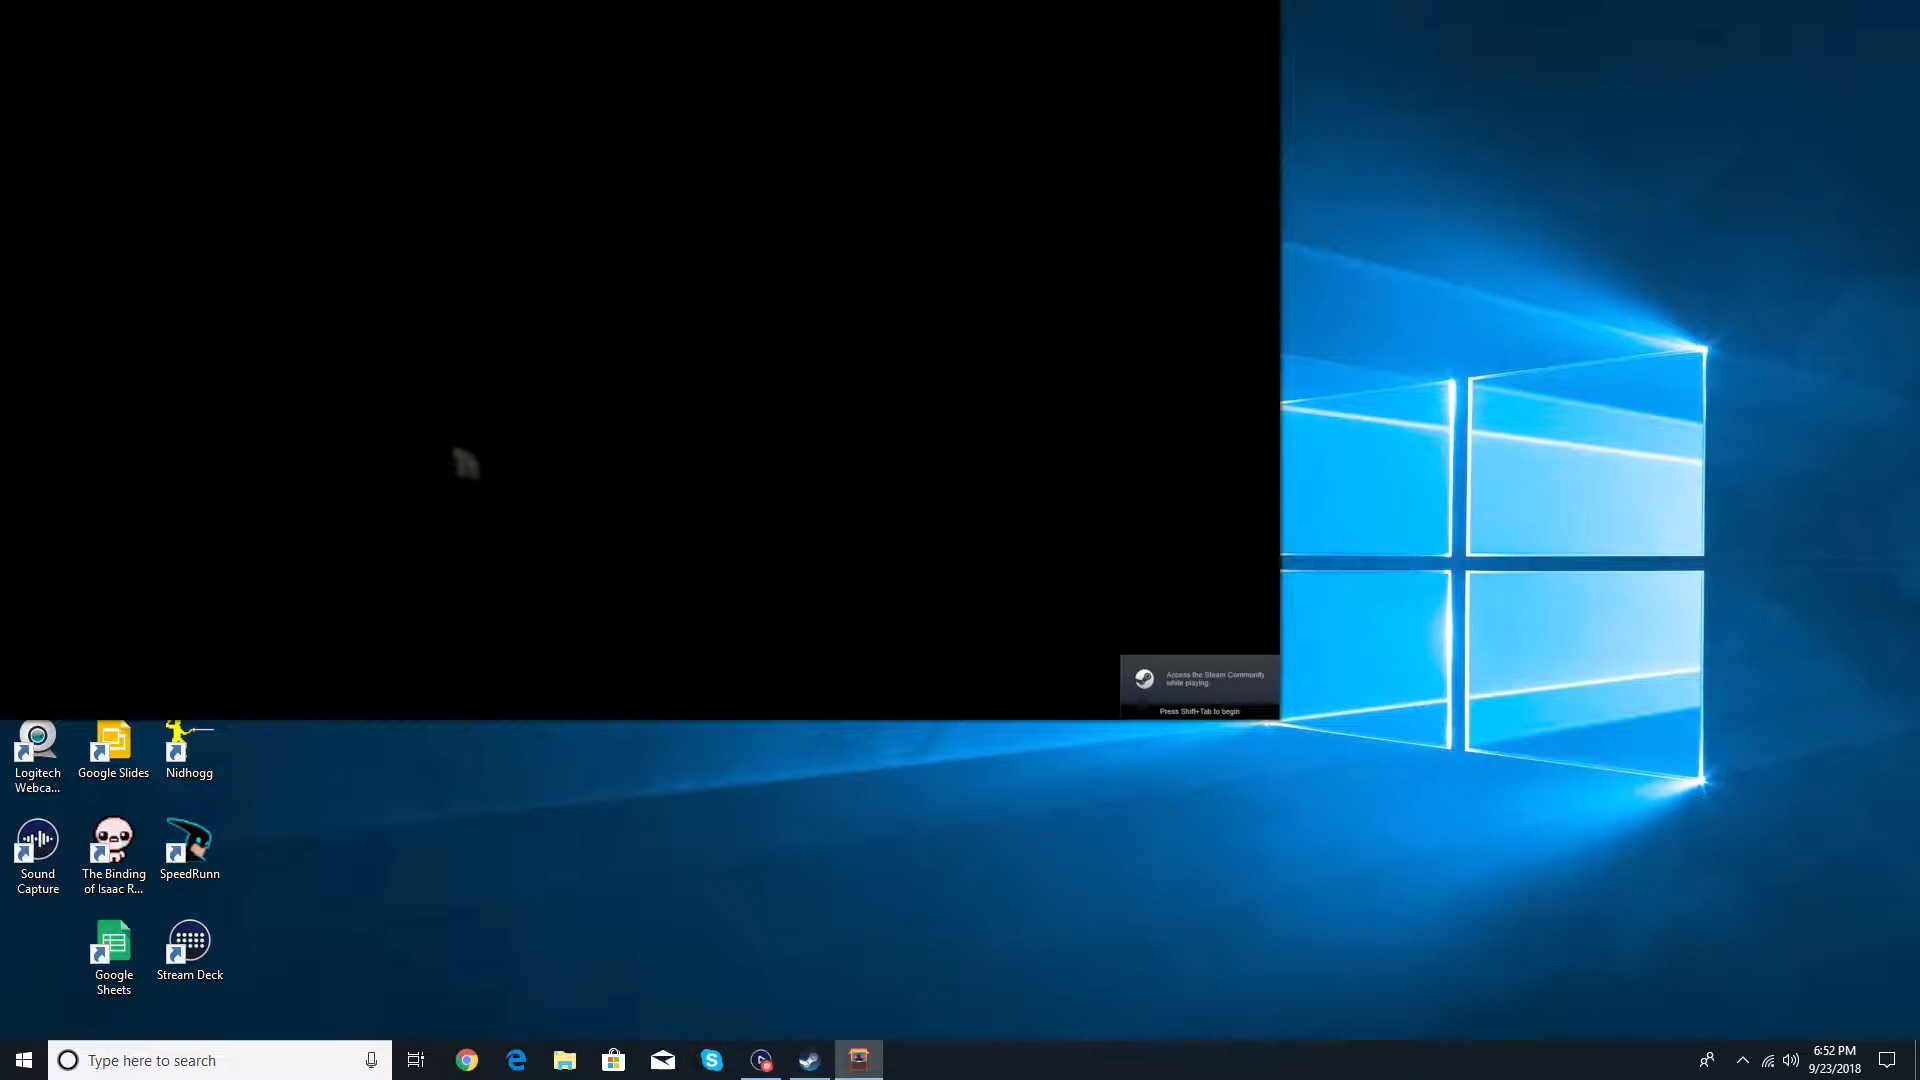 Access the Steam Community
while playing.
Press Shift+Tab to begin
Logitech
Webca...
Google Slides
Nidhogg
Sound
Capture
The Binding
of Isaac R...
SpeedRunn
Google
Sheets
Stream Deck
Type here to search
6:52 PM
9/23/2018